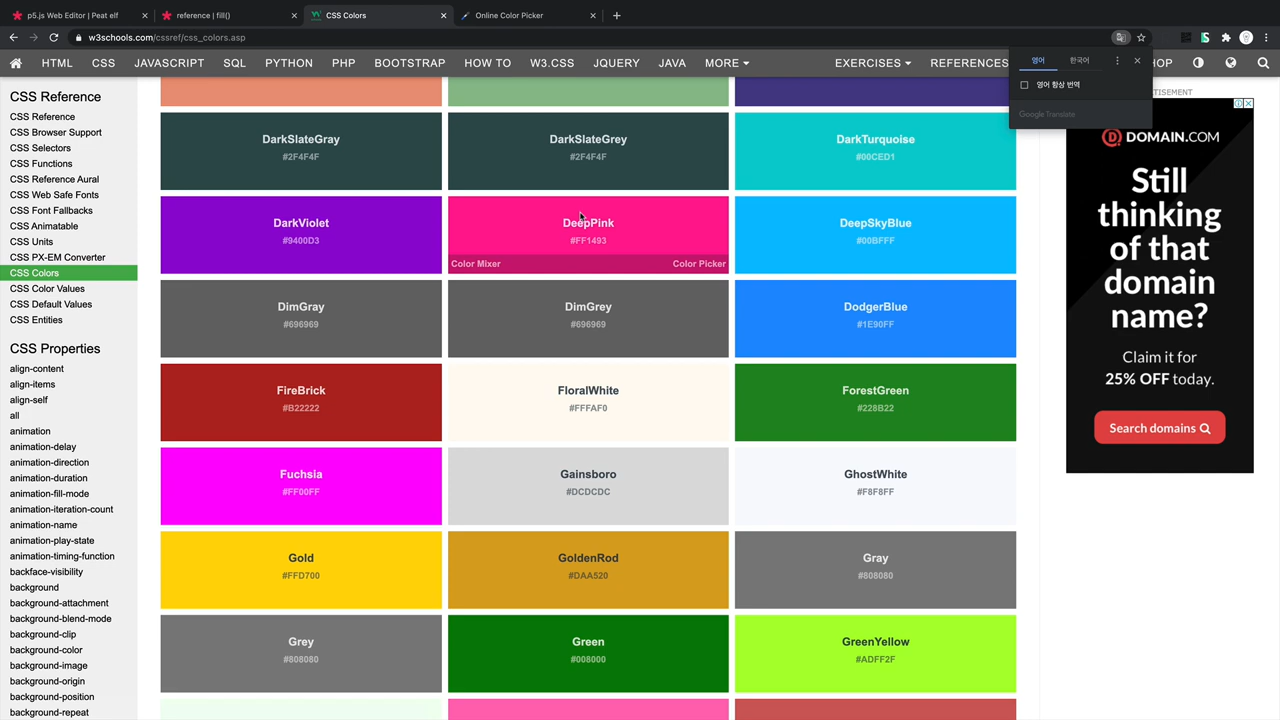 p5.js Web Editor | Peat elf
reference | fill()
CSS Colors
Online Color Picker
w3schools.com/cssref/css_colors.asp
HTML
CSS
JAVASCRIPT
SQL
PYTHON
PHP
BOOTSTRAP
HOW TO
W3.CSS
JQUERY
JAVA
MORE
EXERCISES
REFERENCES
HOP
영어
한국어
영어 항상 번역
Google Translate
TISEMENT
CSS Reference
CSS Reference
CSS Browser Support
CSS Selectors
CSS Functions
CSS Reference Aural
CSS Web Safe Fonts
CSS Font Fallbacks
CSS Animatable
CSS Units
CSS PX-EM Converter
CSS Colors
CSS Color Values
CSS Default Values
CSS Entities
CSS Properties
align-content
align-items
align-self
all
animation
animation-delay
animation-direction
animation-duration
animation-fill-mode
animation-iteration-count
animation-name
animation-play-state
animation-timing-function
backface-visibility
background
background-attachment
background-blend-mode
background-clip
background-color
background-image
background-origin
background-position
background-repeat
DarkSlateGray
#2F4F4F
DarkSlateGrey
#2F4F4F
DarkTurquoise
#00CED1
DarkViolet
#9400D3
DeepPink
#FF1493
Color Mixer
Color Picker
DeepSkyBlue
#00BFFF
DimGray
#696969
DimGrey
#696969
DodgerBlue
#1E90FF
FireBrick
#B22222
FloralWhite
#FFFAF0
ForestGreen
#228B22
Fuchsia
#FF00FF
Gainsboro
#DCDCDC
GhostWhite
#F8F8FF
Gold
#FFD700
GoldenRod
#DAA520
Gray
#808080
Grey
#808080
Green
#008000
GreenYellow
#ADFF2F
DOMAIN.COM
Still
thinking
of that
domain
name?
Claim it for
25% OFF today.
Search domains